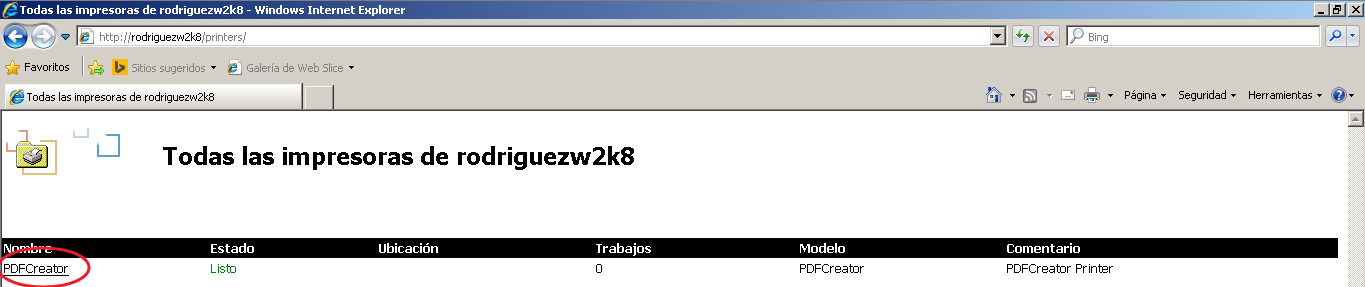 Todas las impresoras de rodriguezw2k8 - Windows Internet Explorer
http://rodriguezw2k8/printers/
Bing
Favoritos Sitios sugeridos Galería de Web Slice
Todas las impresoras de rodriguezw2k8 Página Seguridad Herramientas
Todas las impresoras de rodriguezw2k8
Nombre Estado Ubicación Trabajos Modelo Comentario
PDFCreator Listo 0 PDFCreator PDFCreator Printer